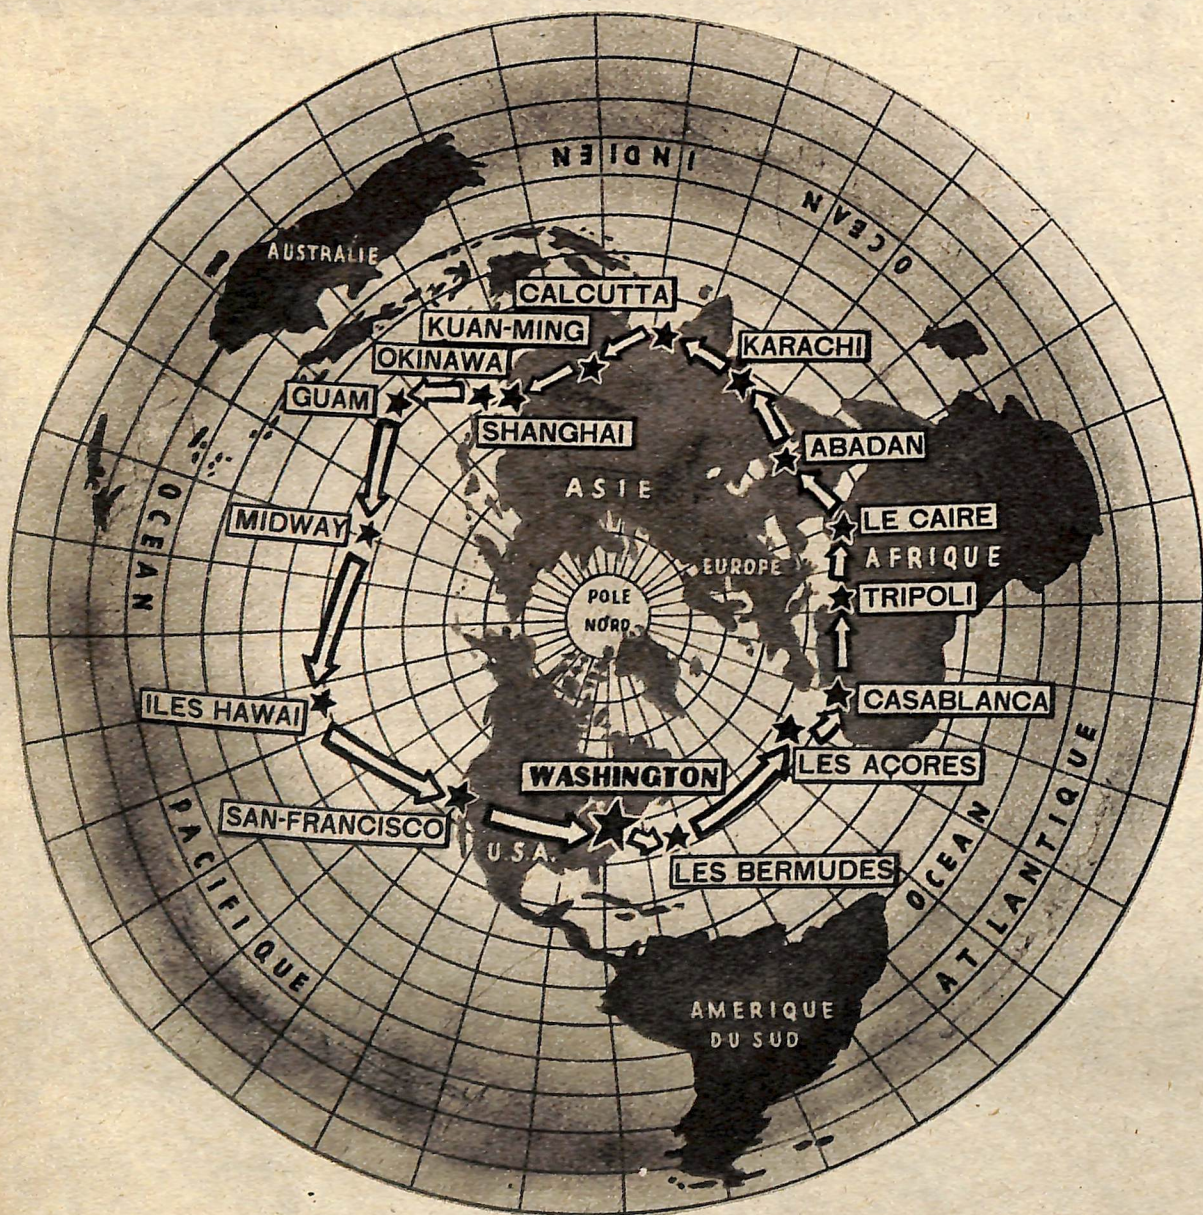 INDIEN
OCEAN
AUSTRALIE
CALCUTTA
KUAN-MING
KARACHI
OKINAWA
GUAM
SHANGHAI
ABADAN
ASIE
OCEAN
MIDWAY
LE CAIRE
EUROPE
AFRIQUE
POLE
NORD
TRIPOLI
ILES HAWAI
CASABLANCA
WASHINGTON
LES AÇORES
SAN-FRANCISCO
U.S.A.
LES BERMUDES
PACIFIQUE
OCEAN
ATLANTIQUE
AMERIQUE
DU SUD